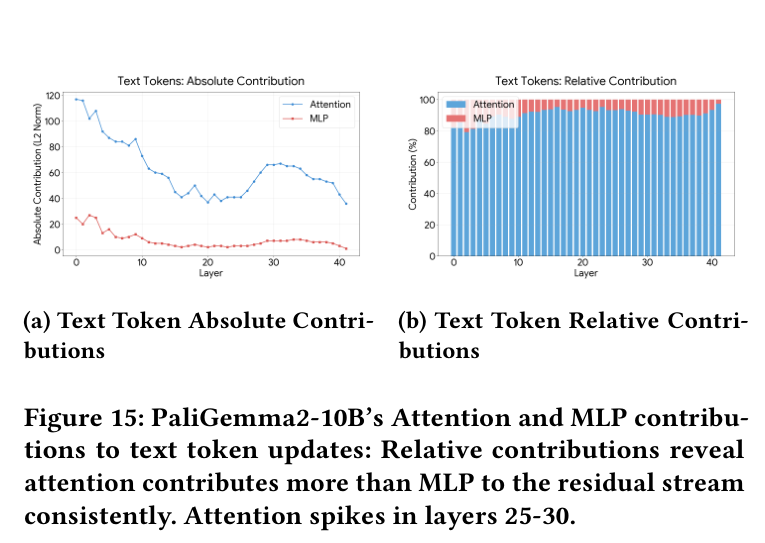 Text Tokens: Absolute Contribution
120
100
80
60
40
20
0
Absolute Contribution (L2 Norm)
Attention
MLP
0 10 20 30 40
Layer
Text Tokens: Relative Contribution
100
80
60
40
20
0
Contribution (%)
Attention
MLP
0 10 20 30 40
Layer
(a) Text Token Absolute Contri-
butions
(b) Text Token Relative Contri-
butions
Figure 15: PaliGemma2-10B's Attention and MLP contribu-
tions to text token updates: Relative contributions reveal
attention contributes more than MLP to the residual stream
consistently. Attention spikes in layers 25-30.